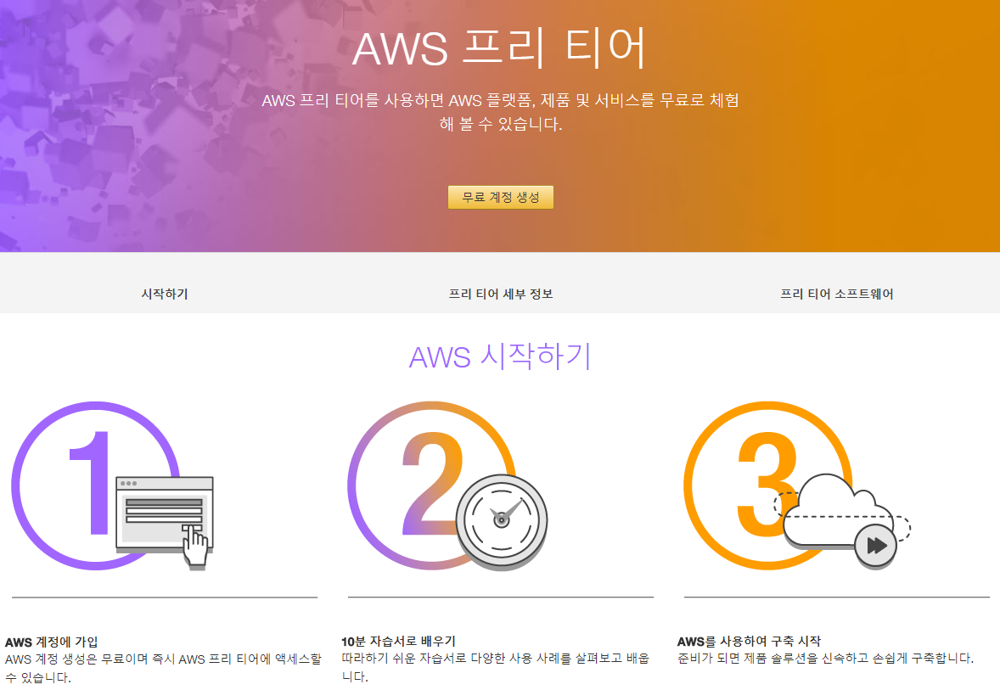 AWS 프리 티어
AWS 프리 티어를 사용하면 AWS 플랫폼, 제품 및 서비스를 무료로 체험
해 볼 수 있습니다.
무료 계정 생성
시작하기
프리 티어 세부 정보
프리 티어 소프트웨어
AWS 시작하기
1
2
3
AWS 계정에 가입
AWS 계정 생성은 무료이며 즉시 AWS 프리 티어에 액세스할
수 있습니다.
10분 자습서로 배우기
따라하기 쉬운 자습서로 다양한 사용 사례를 살펴보고 배웁
니다.
AWS를 사용하여 구축 시작
준비가 되면 제품 솔루션을 신속하고 손쉽게 구축합니다.